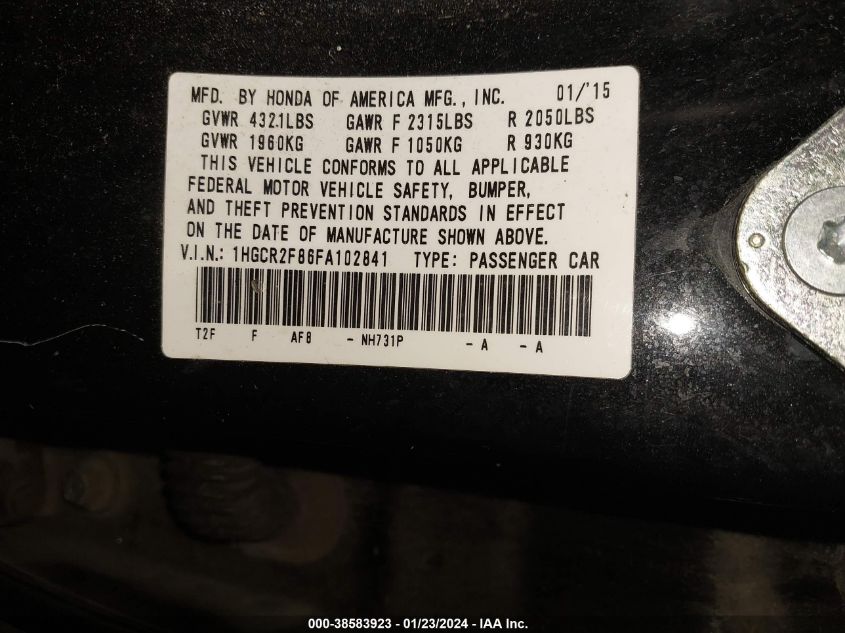 MFD. BY HONDA OF AMERICA MFG., INC. 01/'15
GVWR 4321LBS GAWR F 2315LBS R 2050LBS
GVWR 1960KG GAWR F 1050KG R 930KG
THIS VEHICLE CONFORMS TO ALL APPLICABLE
FEDERAL MOTOR VEHICLE SAFETY, BUMPER,
AND THEFT PREVENTION STANDARDS IN EFFECT
ON THE DATE OF MANUFACTURE SHOWN ABOVE.
V.I.N.: 1HGCR2F86FA102841 TYPE: PASSENGER CAR
T2F F AF8 - NH731P - A - A
000-38583923 - 01/23/2024 - IAA Inc.